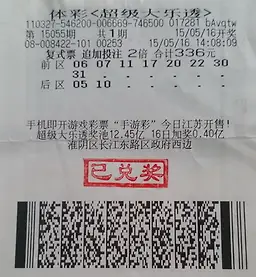 体彩<超级大乐透>
110327-546200-006669-746500 017281 bAvqtw
第 15055期 共1期 15/05/16开奖
08-008422-101 00253 15/05/16 14:08:09
复式票 追加投注 2倍 合计336元
前区 06 07 11 17 20 22 30
31 . . . . . .
后区 05 10 . . . . .
手机即开游戏彩票“手游彩”今日江苏开售!
超级大乐透奖池12.45亿 16日加奖0.40亿
淮阴区长江东路区政府西边
已兑奖